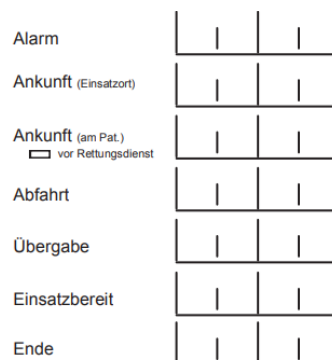 Alarm
Ankunft (Einsatzort)
Ankunft (am Pat.)
vor Rettungsdienst
Abfahrt
Übergabe
Einsatzbereit
Ende